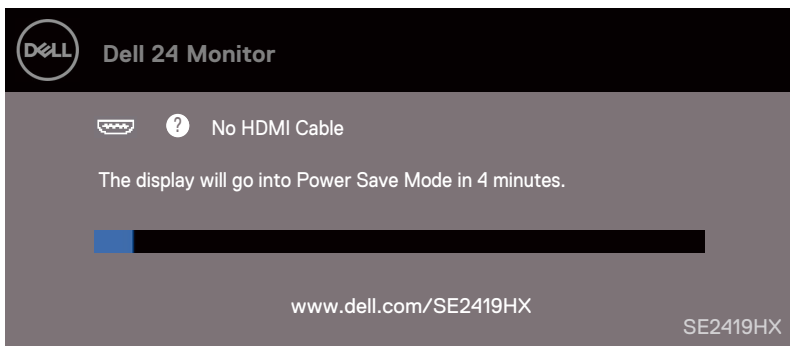 DELL
Dell 24 Monitor
? No HDMI Cable
The display will go into Power Save Mode in 4 minutes.
www.dell.com/SE2419HX
SE2419HX